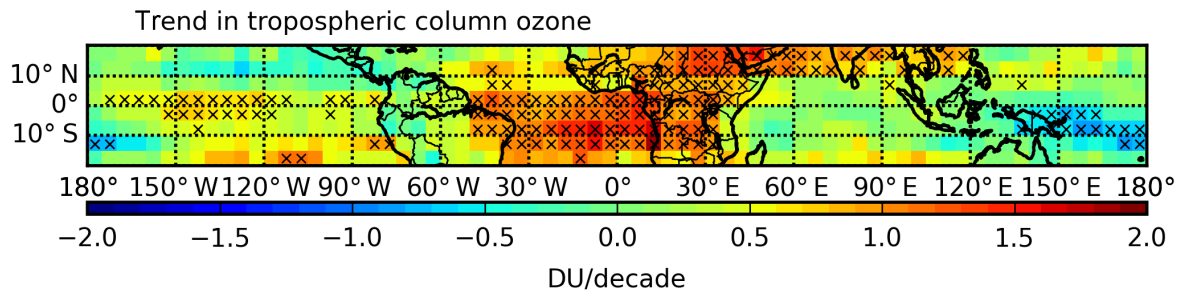 Trend in tropospheric column ozone
10° N
0°
10° S
180° 150° W 120° W 90° W 60° W 30° W 0° 30° E 60° E 90° E 120° E 150° E 180°
−2.0 −1.5 −1.0 −0.5 0.0 0.5 1.0 1.5 2.0
DU/decade